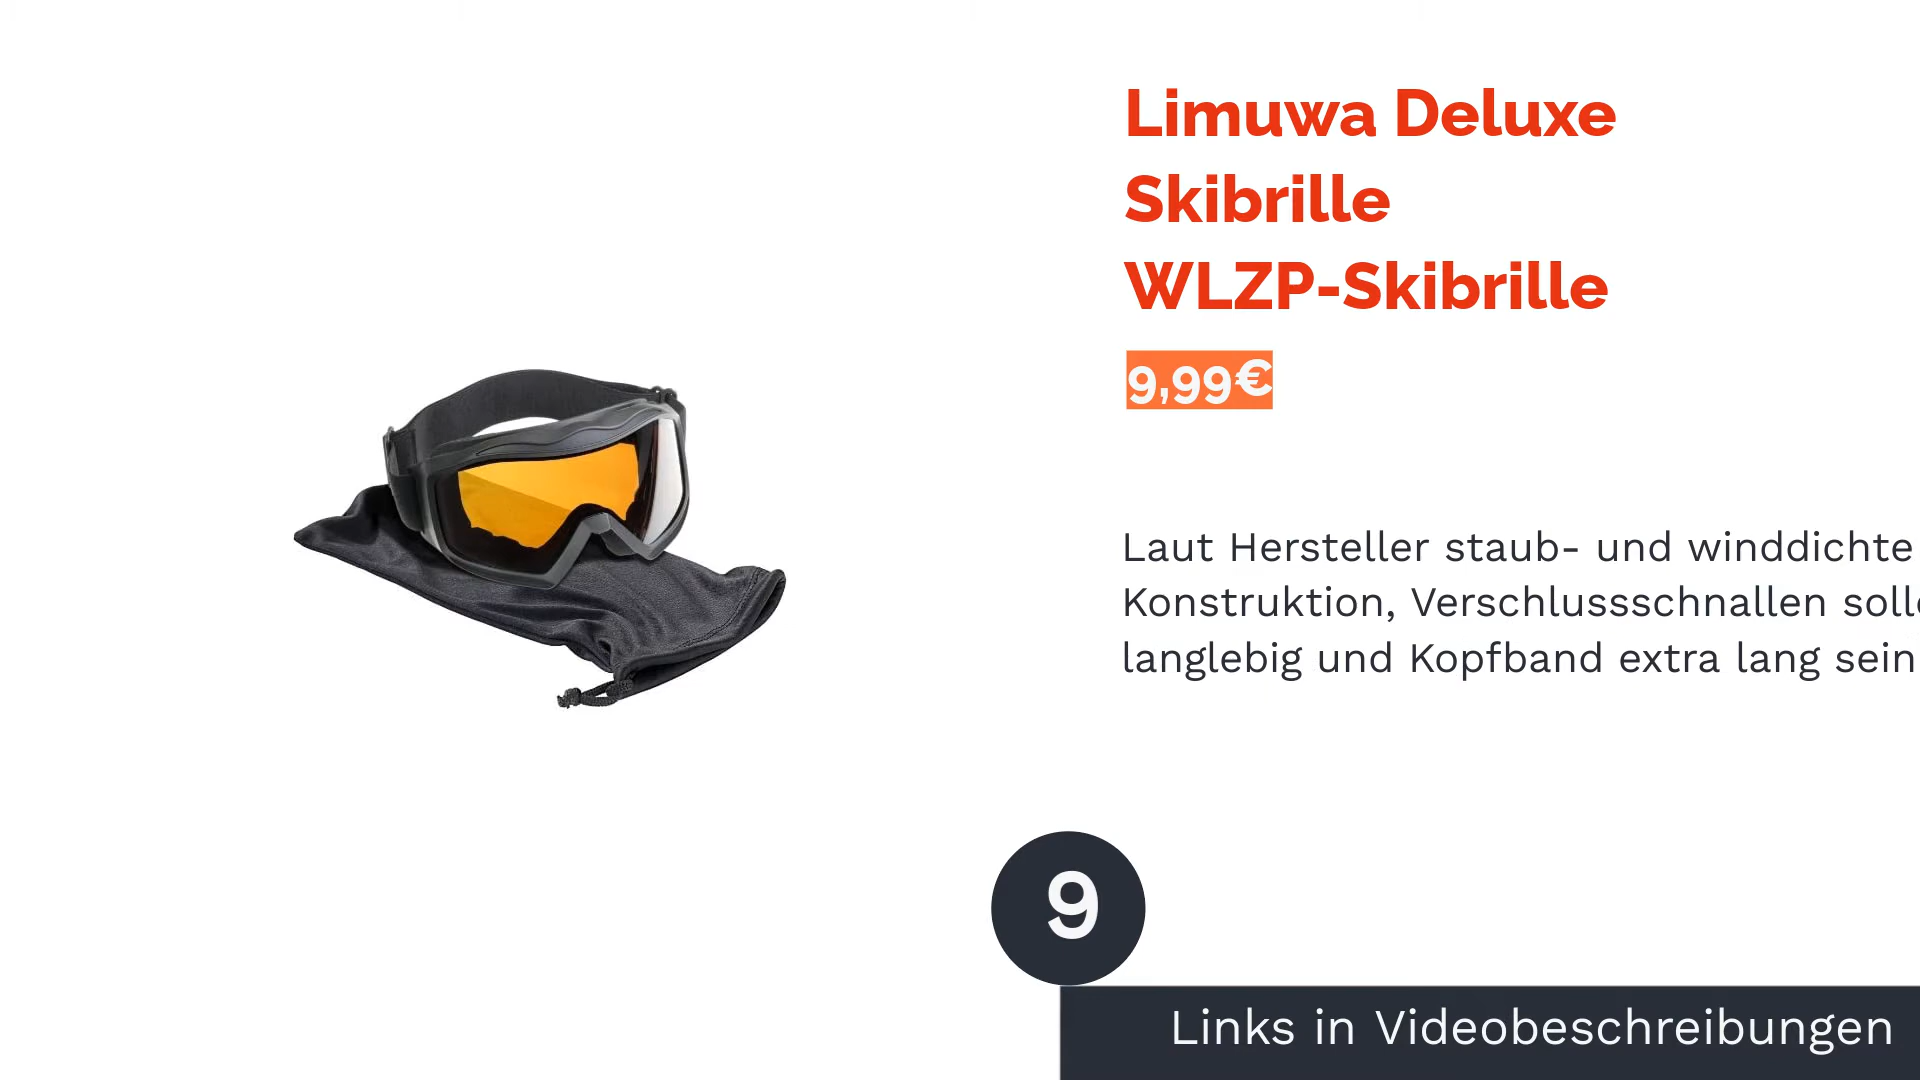 Limuwa Deluxe
Skibrille
WLZP-Skibrille
9,99€
Laut Hersteller staub- und winddichte
Konstruktion, Verschlussschnallen
langlebig und Kopfband extra lang sein
9
Links in Videobeschreibungen